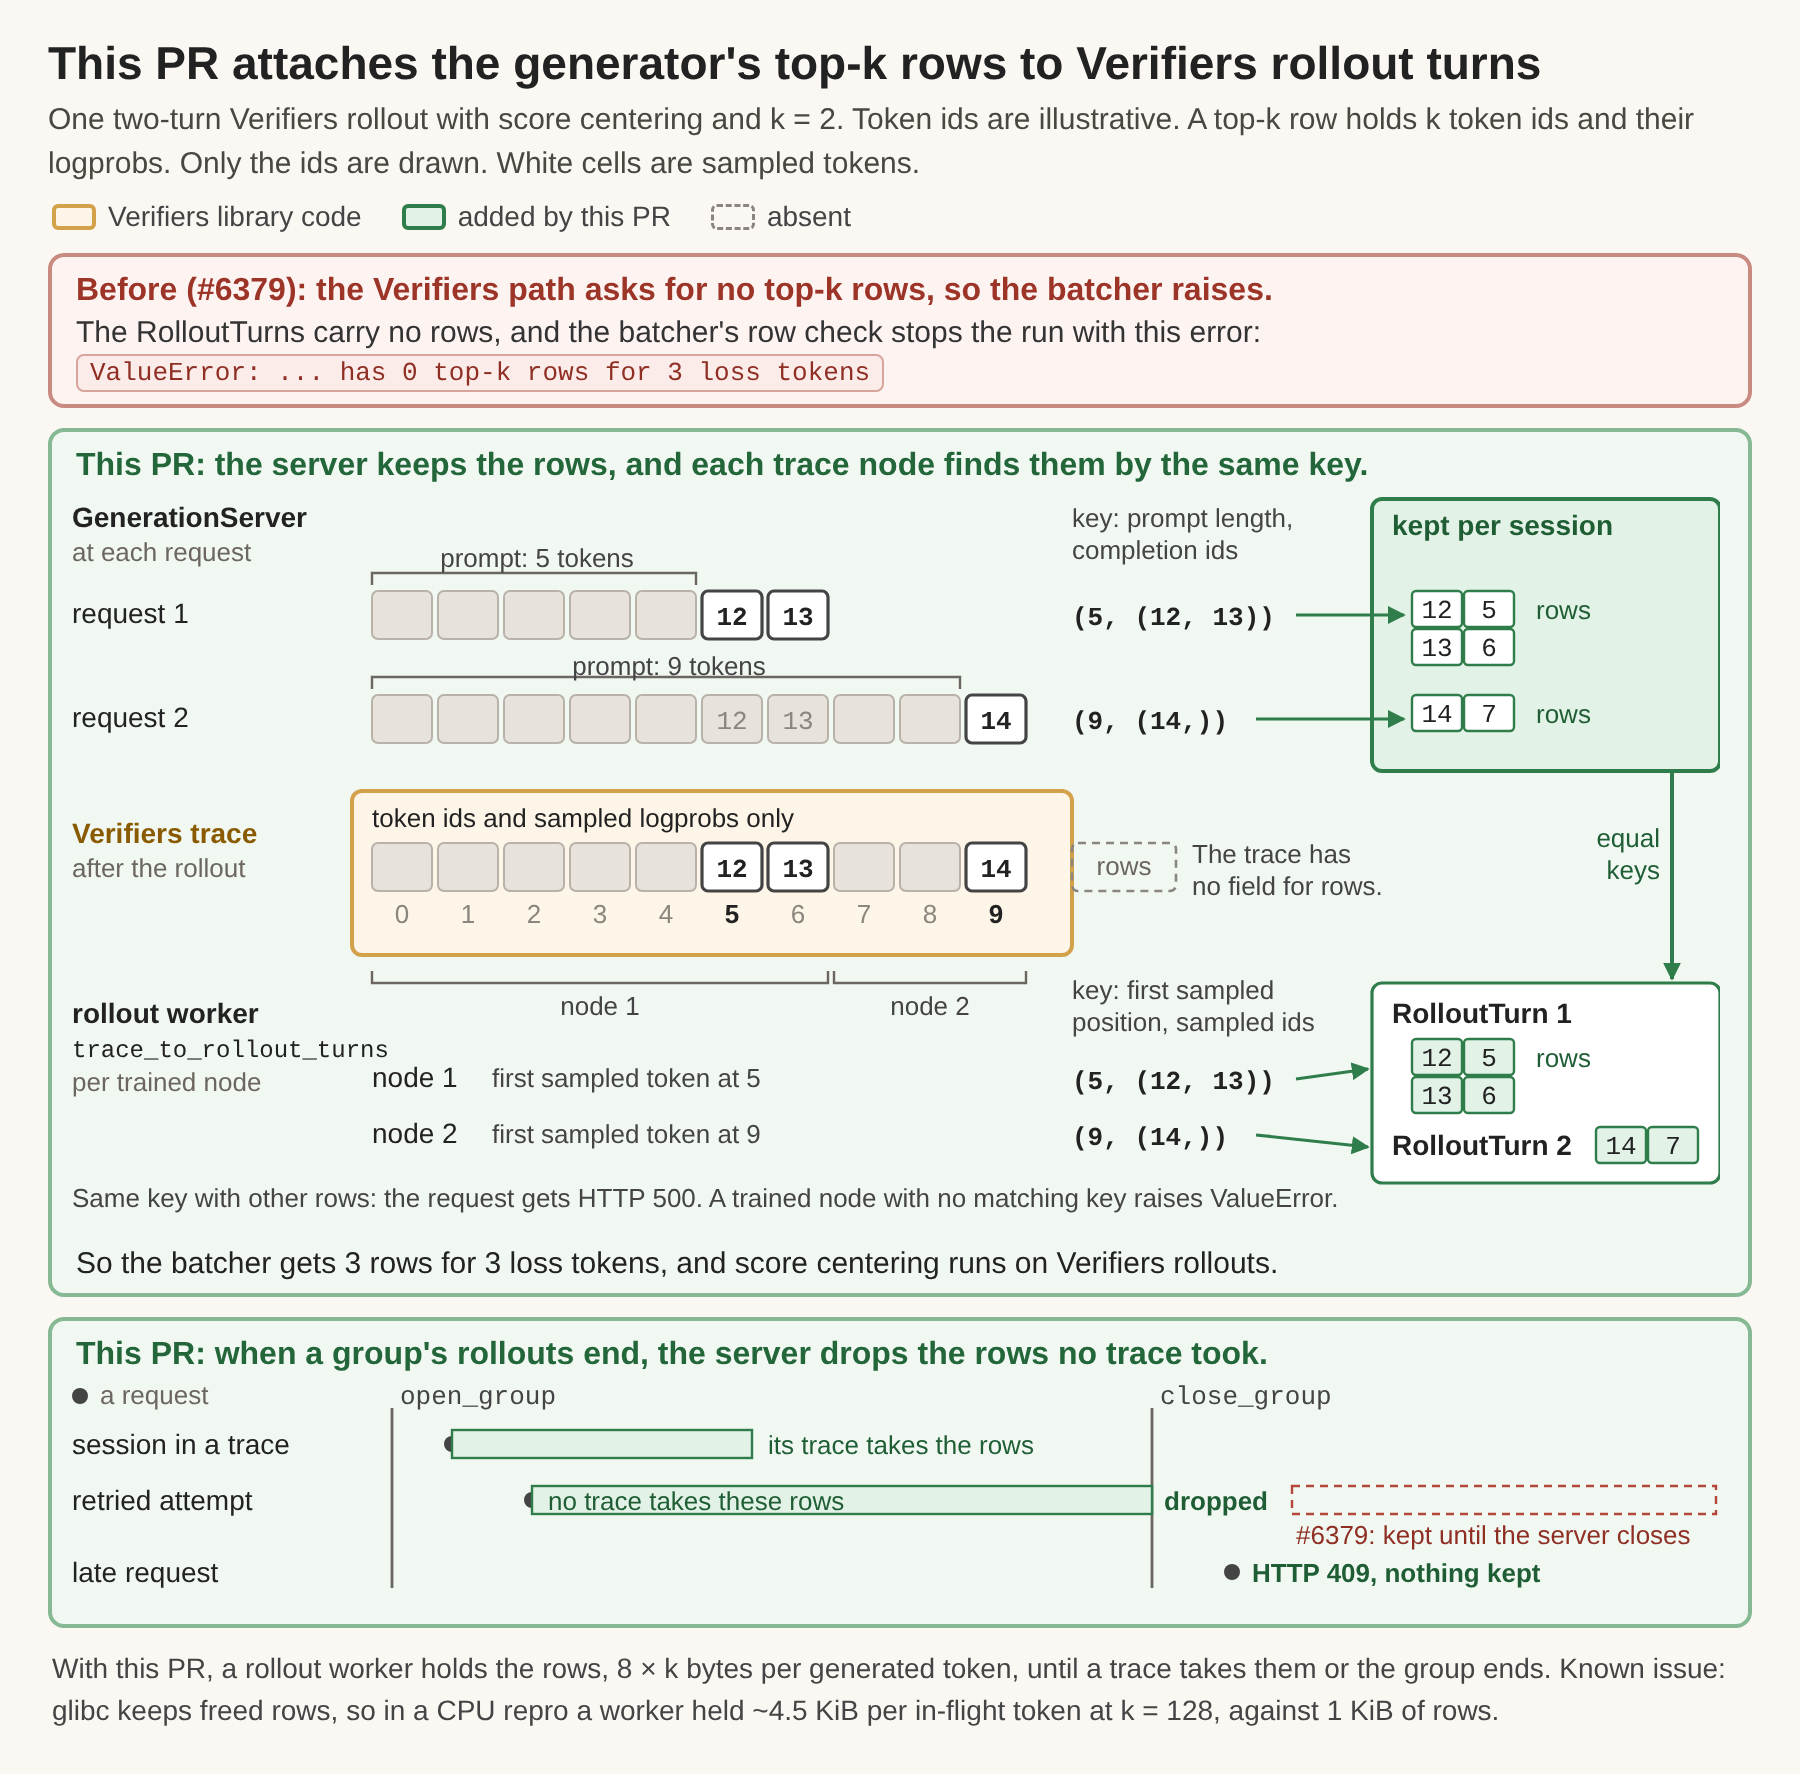 This PR attaches the generator's top-k rows to Verifiers rollout turns
One two-turn Verifiers rollout with score centering and k = 2. Token ids are illustrative. A top-k row holds k token ids and their
logprobs. Only the ids are drawn. White cells are sampled tokens.
Verifiers library code added by this PR absent
Before (#6379): the Verifiers path asks for no top-k rows, so the batcher raises.
The RolloutTurns carry no rows, and the batcher's row check stops the run with this error:
ValueError: ... has 0 top-k rows for 3 loss tokens
This PR: the server keeps the rows, and each trace node finds them by the same key.
GenerationServer
at each request
key: prompt length,
completion ids
kept per session
prompt: 5 tokens
request 1 12 13 (5, (12, 13)) 12 5 rows
13 6
prompt: 9 tokens
request 2 12 13 14 (9, (14,)) 14 7 rows
Verifiers trace
after the rollout
token ids and sampled logprobs only
12 13 14
0 1 2 3 4 5 6 7 8 9
rows
The trace has
no field for rows.
equal
keys
node 1 node 2
rollout worker
trace_to_rollout_turns
per trained node
key: first sampled
position, sampled ids
node 1 first sampled token at 5 (5, (12, 13))
node 2 first sampled token at 9 (9, (14,))
RolloutTurn 1
12 5 rows
13 6
RolloutTurn 2 14 7
Same key with other rows: the request gets HTTP 500. A trained node with no matching key raises ValueError.
So the batcher gets 3 rows for 3 loss tokens, and score centering runs on Verifiers rollouts.
This PR: when a group's rollouts end, the server drops the rows no trace took.
a request open_group close_group
session in a trace its trace takes the rows
retried attempt no trace takes these rows dropped
#6379: kept until the server closes
late request HTTP 409, nothing kept
With this PR, a rollout worker holds the rows, 8 × k bytes per generated token, until a trace takes them or the group ends. Known issue:
glibc keeps freed rows, so in a CPU repro a worker held ~4.5 KiB per in-flight token at k = 128, against 1 KiB of rows.